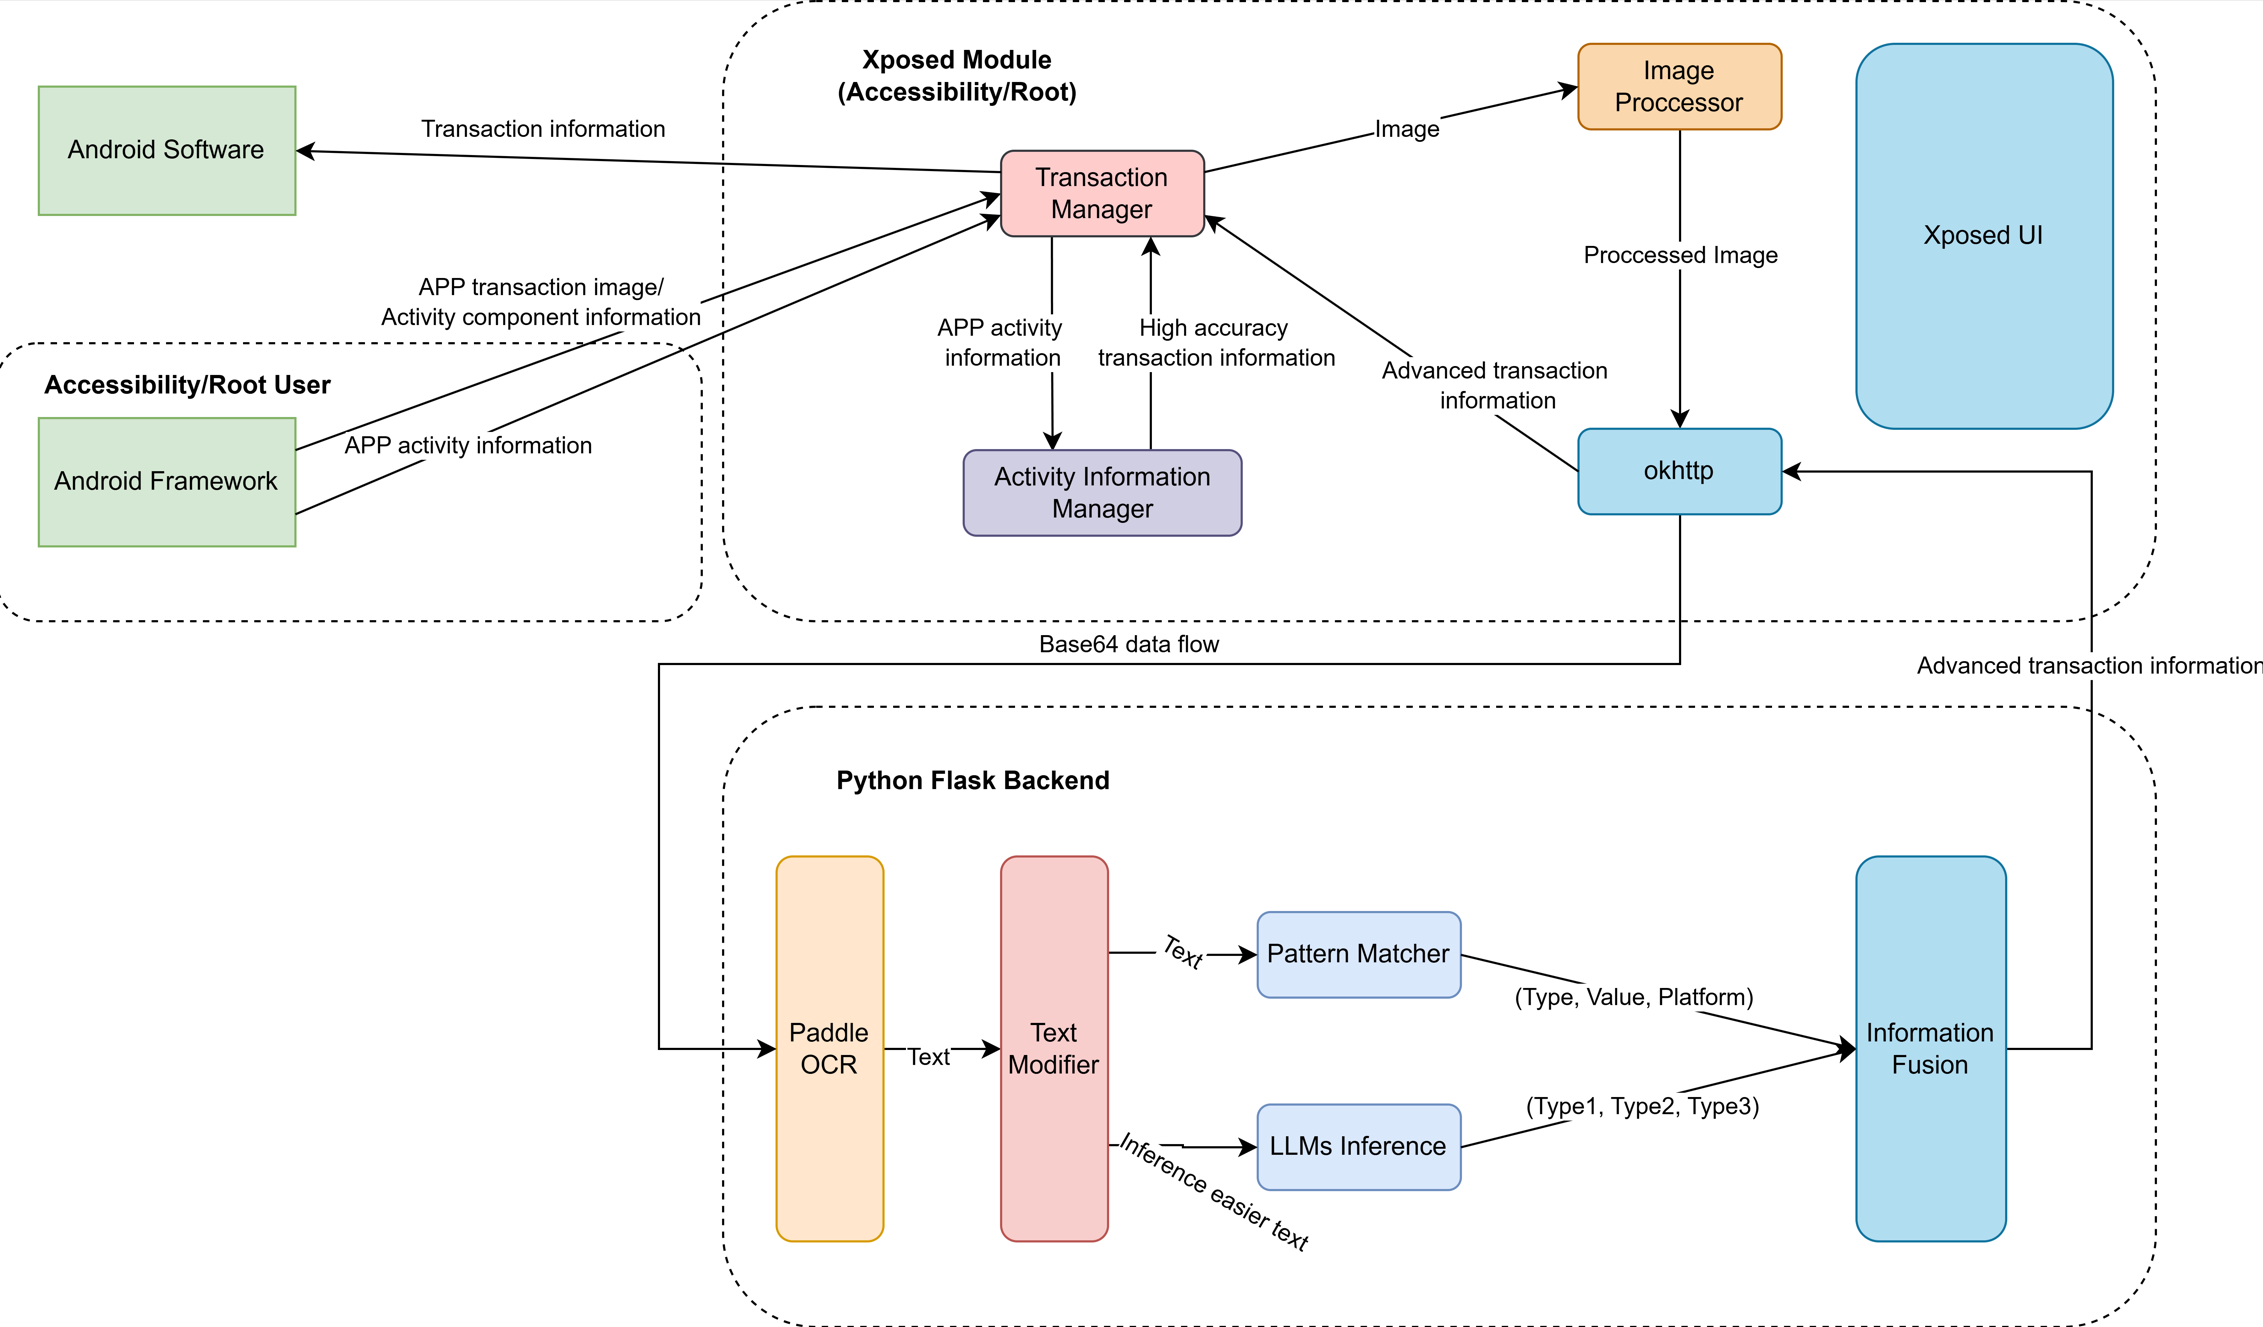 Xposed Module
(Accessibility/Root)
Image
Proccessor
Xposed UI
Android Software
Transaction information
Image
Transaction
Manager
Proccessed Image
APP transaction image/
Activity component information
APP activity
information
High accuracy
transaction information
Advanced transaction
information
Accessibility/Root User
APP activity information
Android Framework
Activity Information
Manager
okhttp
Base64 data flow
Advanced transaction information
Python Flask Backend
Paddle
OCR
Text
Text
Modifier
Text
Pattern Matcher
(Type, Value, Platform)
Inference easier text
LLMs Inference
(Type1, Type2, Type3)
Information
Fusion